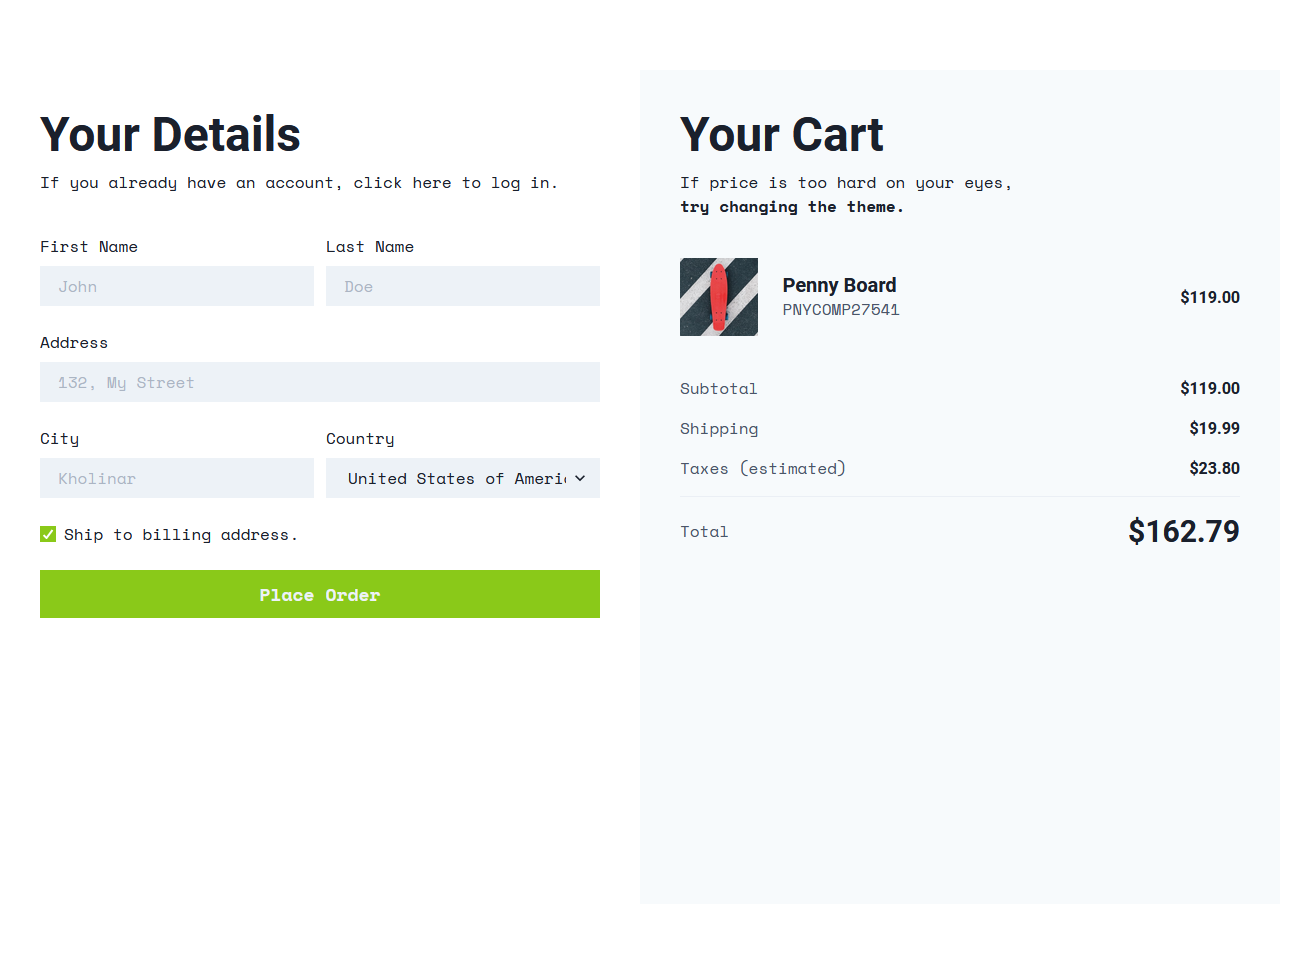 Your Details
If you already have an account, click here to log in.
First Name
Last Name
John
Doe
Address
132, My Street
City
Country
Kholinar
United States of Ameri
Ship to billing address.
Place Order
Your Cart
If price is too hard on your eyes,
try changing the theme.
Penny Board
PNYCOMP27541
$119.00
Subtotal
$119.00
Shipping
$19.99
Taxes (estimated)
$23.80
Total
$162.79